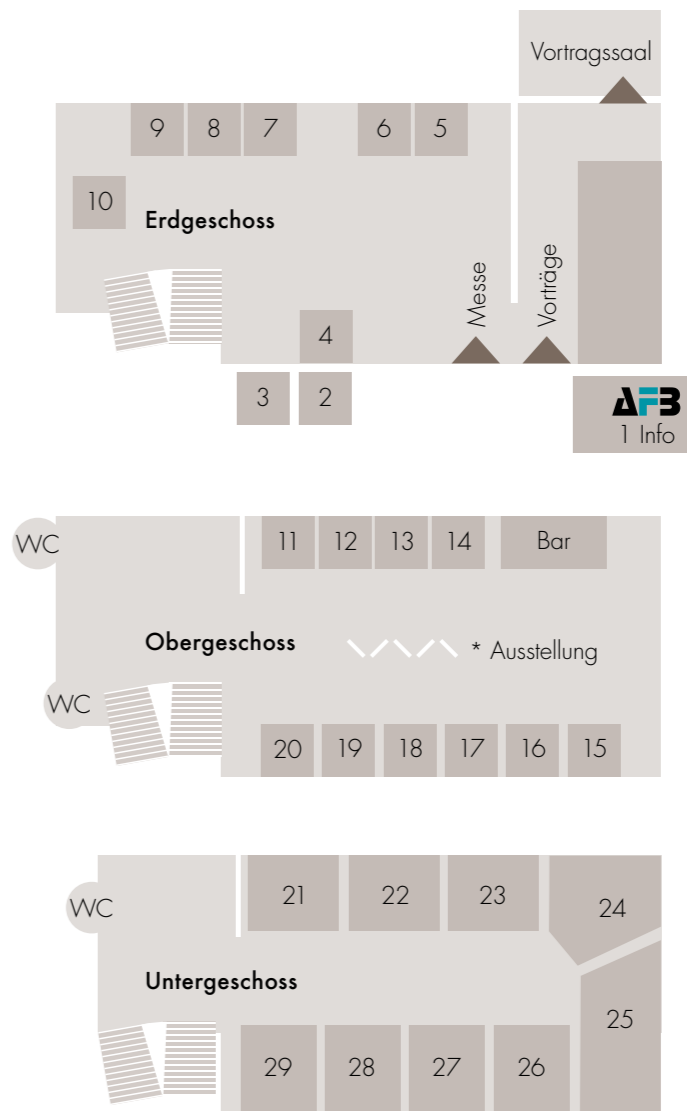 Vortragssaal
9 8 7 6 5
10
Erdgeschoss
Messe
Vorträge
4
3 2
AFB
1 Info
WC
11 12 13 14 Bar
Obergeschoss
* Ausstellung
WC
20 19 18 17 16 15
21 22 23 24
WC
Untergeschoss
25
29 28 27 26